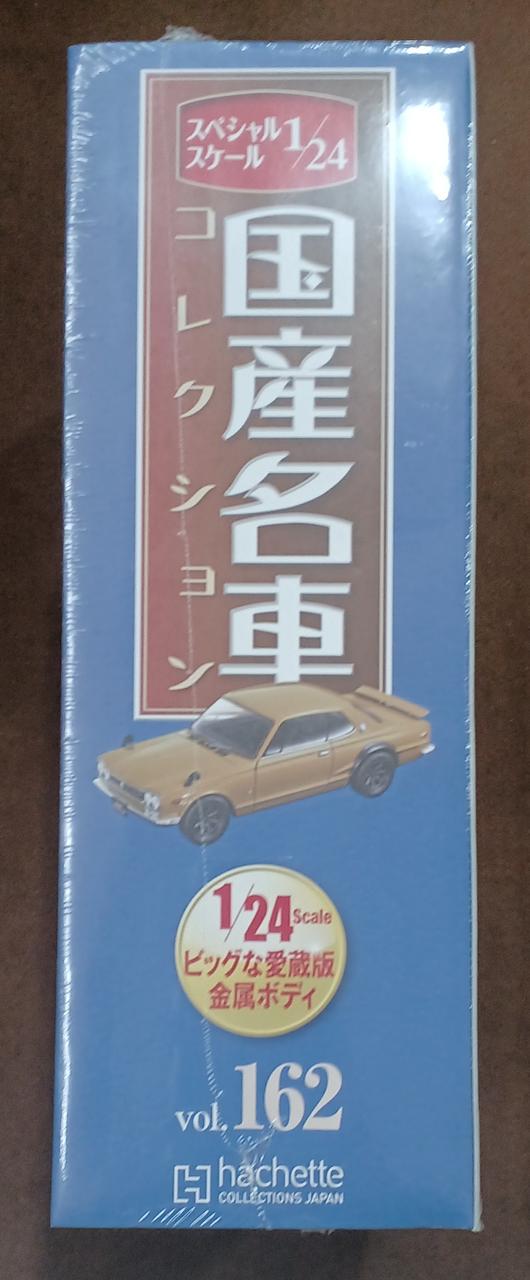 スペシャル
スケール
1/24
国産名車
コレクション
1/24 Scale
ビッグな愛蔵版
金属ボディ
vol.162
hachette
COLLECTIONS JAPAN